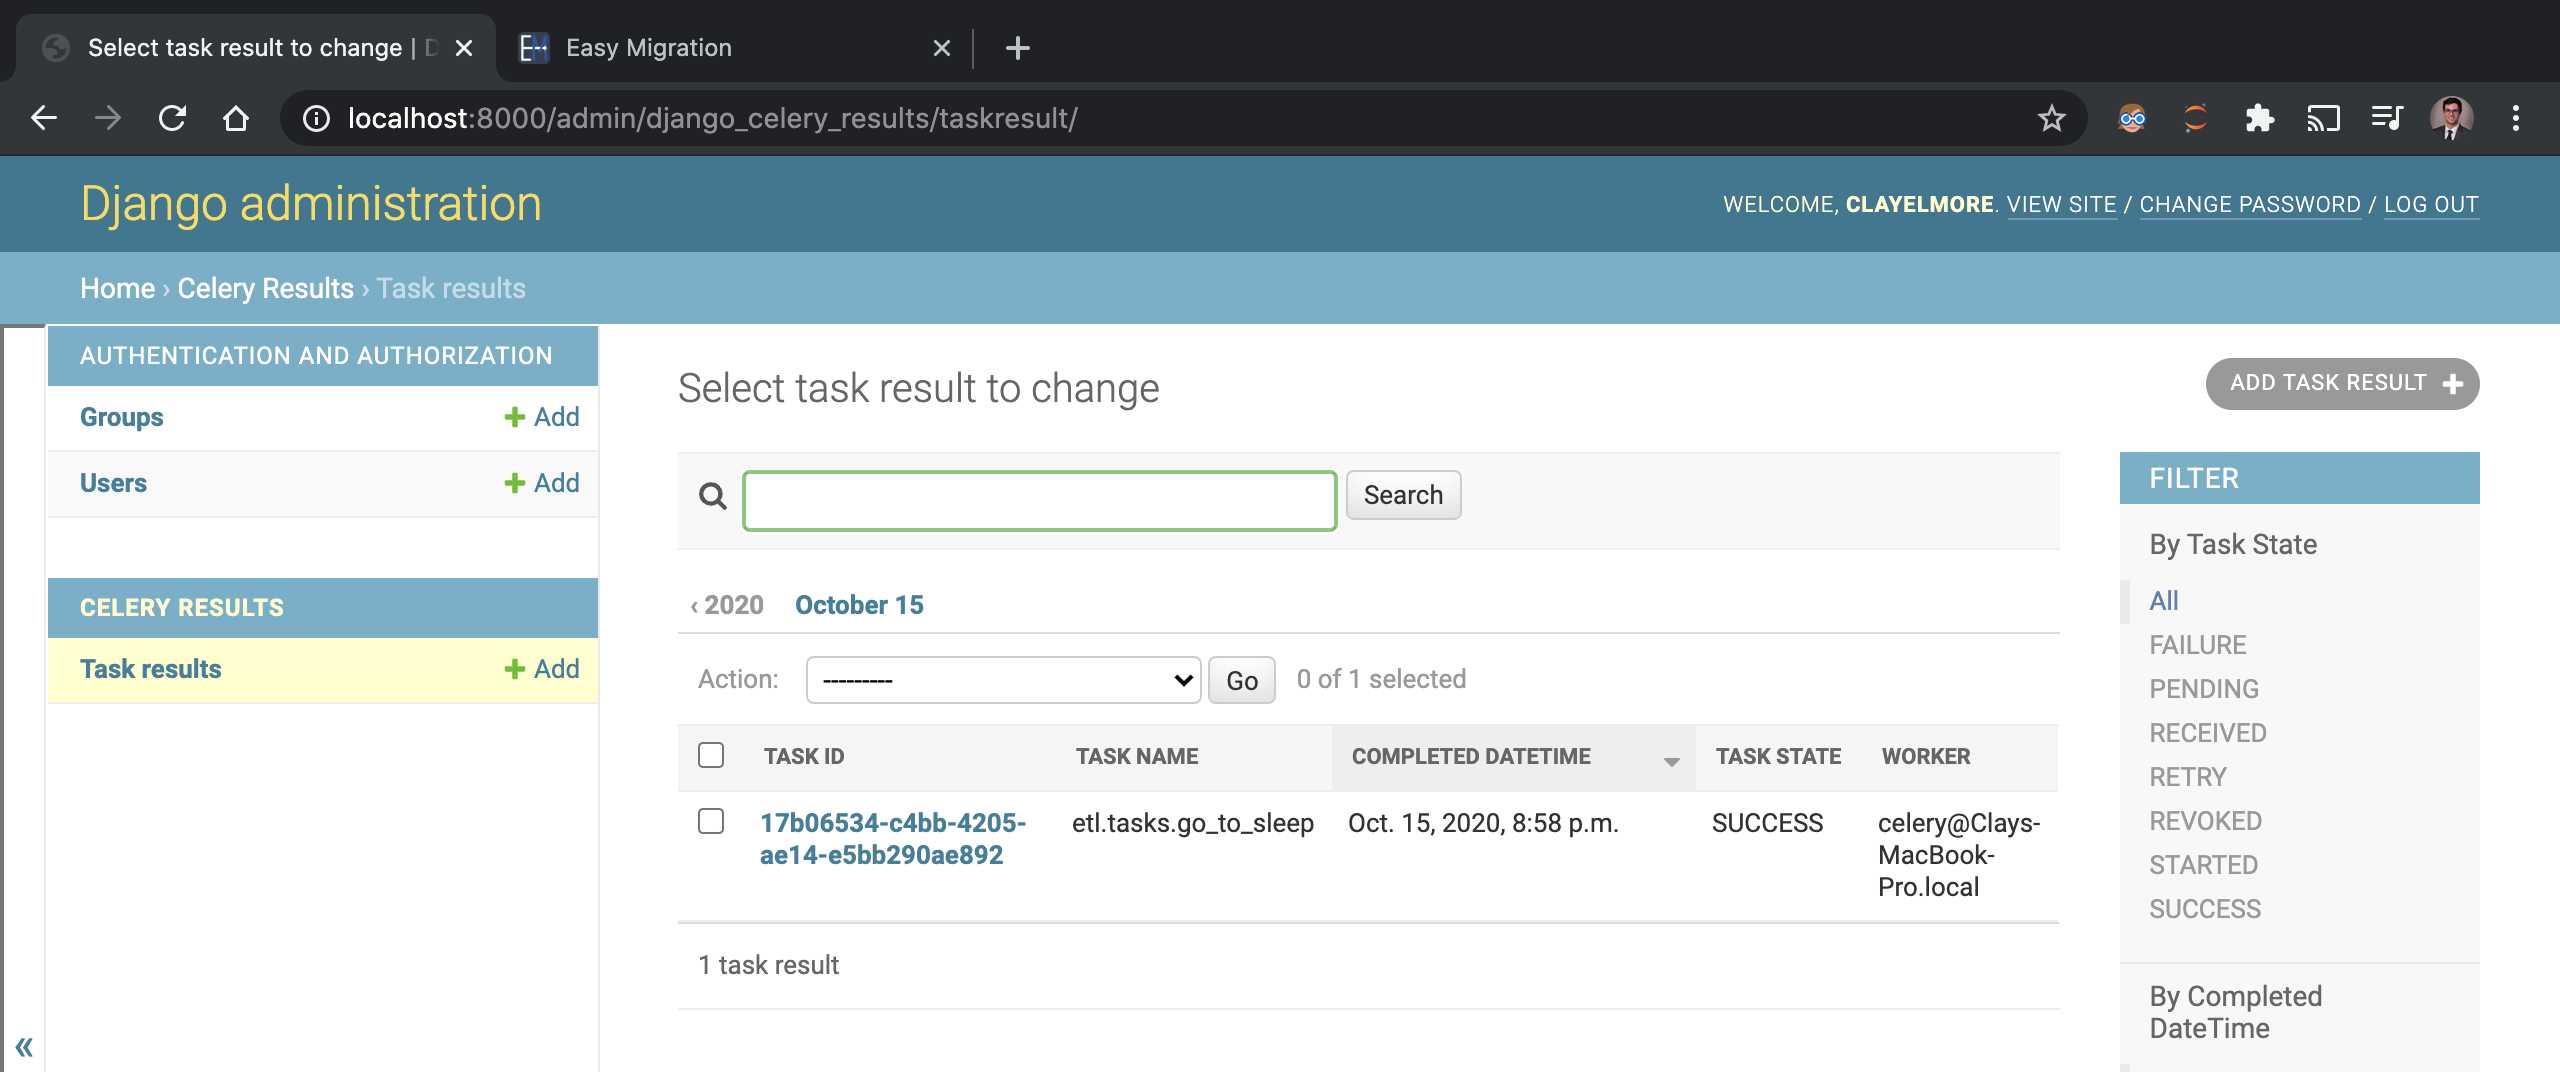 Select task result to change | D
Easy Migration
localhost:8000/admin/django_celery_results/taskresult/
Django administration
WELCOME, CLAYELMORE. VIEW SITE / CHANGE PASSWORD / LOG OUT
Home › Celery Results › Task results
AUTHENTICATION AND AUTHORIZATION
Groups
Add
Users
Add
CELERY RESULTS
Task results
Add
«
Select task result to change
ADD TASK RESULT
Search
‹ 2020 October 15
Action: --------- Go 0 of 1 selected
TASK ID TASK NAME COMPLETED DATETIME TASK STATE WORKER
17b06534-c4bb-4205-
ae14-e5bb290ae892
etl.tasks.go_to_sleep
Oct. 15, 2020, 8:58 p.m.
SUCCESS
celery@Clays-
MacBook-
Pro.local
1 task result
FILTER
By Task State
All
FAILURE
PENDING
RECEIVED
RETRY
REVOKED
STARTED
SUCCESS
By Completed
DateTime